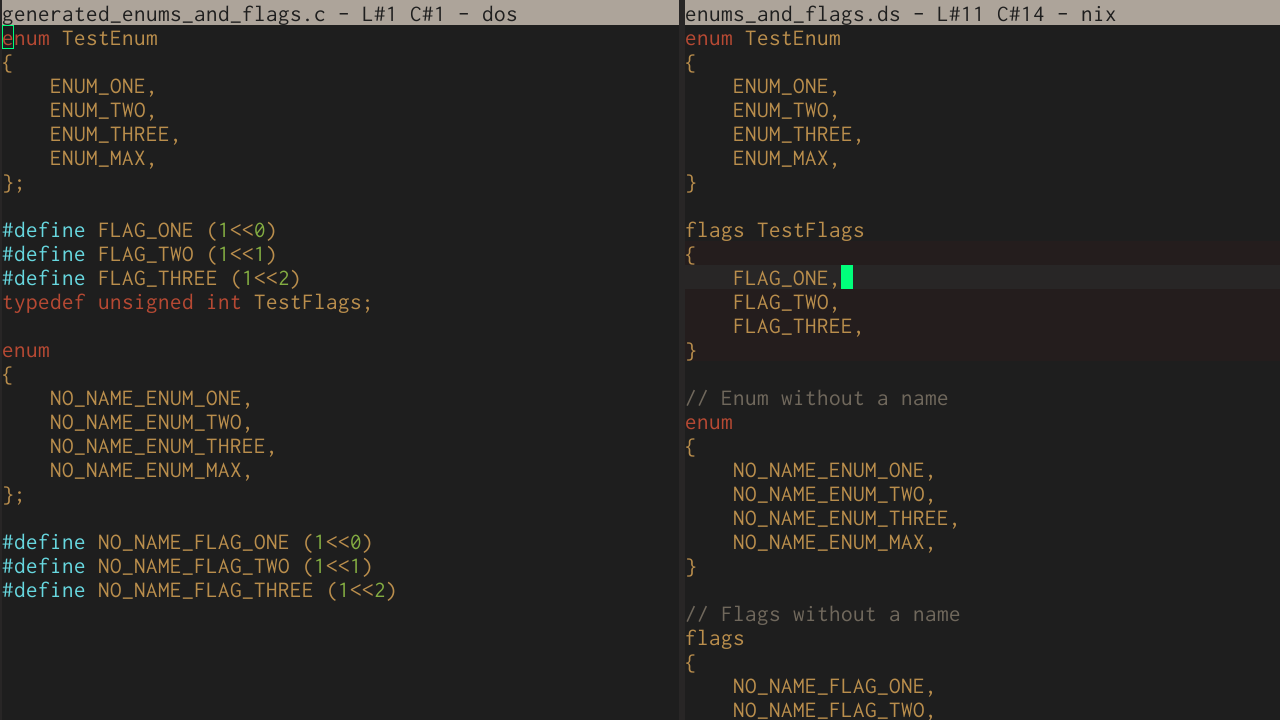 generated_enums_and_flags.c - L#1 C#1 - dos
enum TestEnum
{
    ENUM_ONE,
    ENUM_TWO,
    ENUM_THREE,
    ENUM_MAX,
};

#define FLAG_ONE (1<<0)
#define FLAG_TWO (1<<1)
#define FLAG_THREE (1<<2)
typedef unsigned int TestFlags;

enum
{
    NO_NAME_ENUM_ONE,
    NO_NAME_ENUM_TWO,
    NO_NAME_ENUM_THREE,
    NO_NAME_ENUM_MAX,
};

#define NO_NAME_FLAG_ONE (1<<0)
#define NO_NAME_FLAG_TWO (1<<1)
#define NO_NAME_FLAG_THREE (1<<2)

enums_and_flags.ds - L#11 C#14 - nix
enum TestEnum
{
    ENUM_ONE,
    ENUM_TWO,
    ENUM_THREE,
    ENUM_MAX,
}

flags TestFlags
{
    FLAG_ONE,
    FLAG_TWO,
    FLAG_THREE,
}

// Enum without a name
enum
{
    NO_NAME_ENUM_ONE,
    NO_NAME_ENUM_TWO,
    NO_NAME_ENUM_THREE,
    NO_NAME_ENUM_MAX,
}

// Flags without a name
flags
{
    NO_NAME_FLAG_ONE,
    NO_NAME_FLAG_TWO,